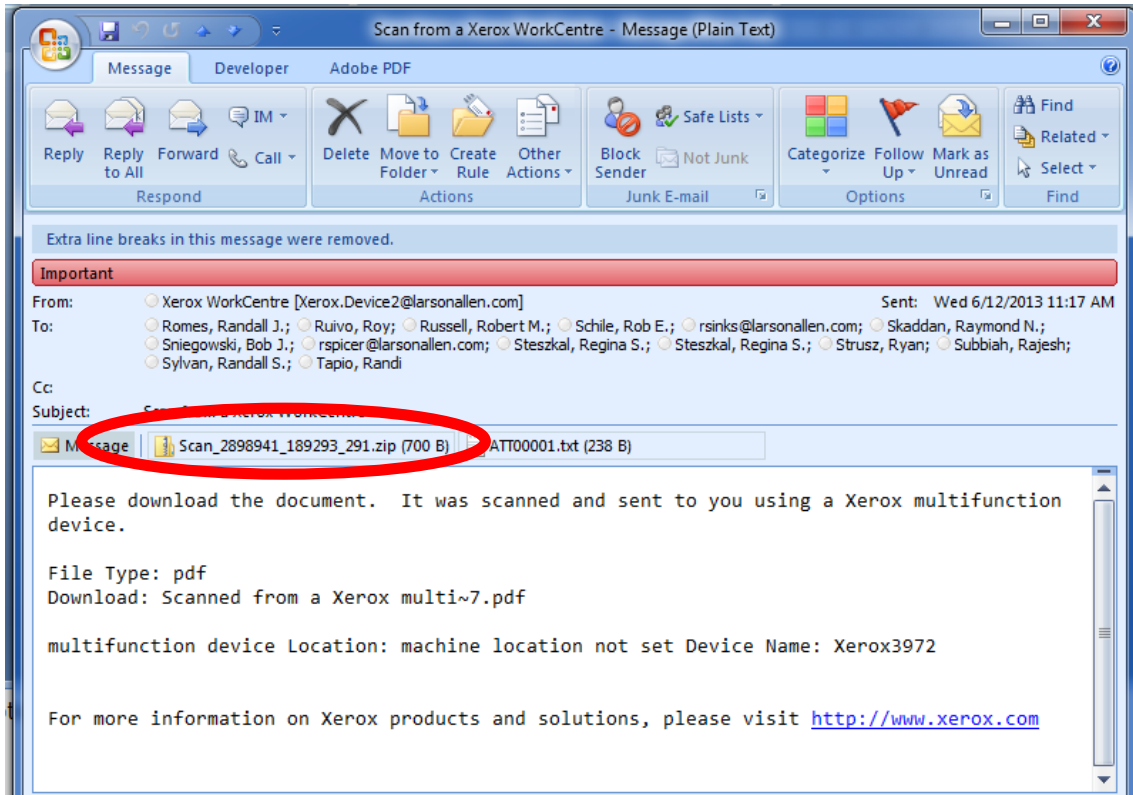 Scan from a Xerox WorkCentre - Message (Plain Text)
Message Developer Adobe PDF
Reply Reply to All Forward IM Call
Delete Move to Folder Create Rule Other Actions
Block Sender Safe Lists Not Junk
Categorize Follow Up Mark as Unread
Find Related Select
Respond Actions Junk E-mail Options Find
Extra line breaks in this message were removed.
Important
From: Xerox WorkCentre [Xerox.Device2@larsonallen.com] Sent: Wed 6/12/2013 11:17 AM
To: Romes, Randall J.; Ruivo, Roy; Russell, Robert M.; Schile, Rob E.; rsinks@larsonallen.com; Skaddan, Raymond N.;
Sniegowski, Bob J.; rspicer@larsonallen.com; Steszkal, Regina S.; Steszkal, Regina S.; Strusz, Ryan; Subbiah, Rajesh;
Sylvan, Randall S.; Tapio, Randi
Cc:
Subject: Scan from a Xerox WorkCentre
Message Scan_2898941_189293_291.zip (700 B) ATT00001.txt (238 B)
Please download the document. It was scanned and sent to you using a Xerox multifunction
device.
File Type: pdf
Download: Scanned from a Xerox multi~7.pdf
multifunction device Location: machine location not set Device Name: Xerox3972
For more information on Xerox products and solutions, please visit http://www.xerox.com